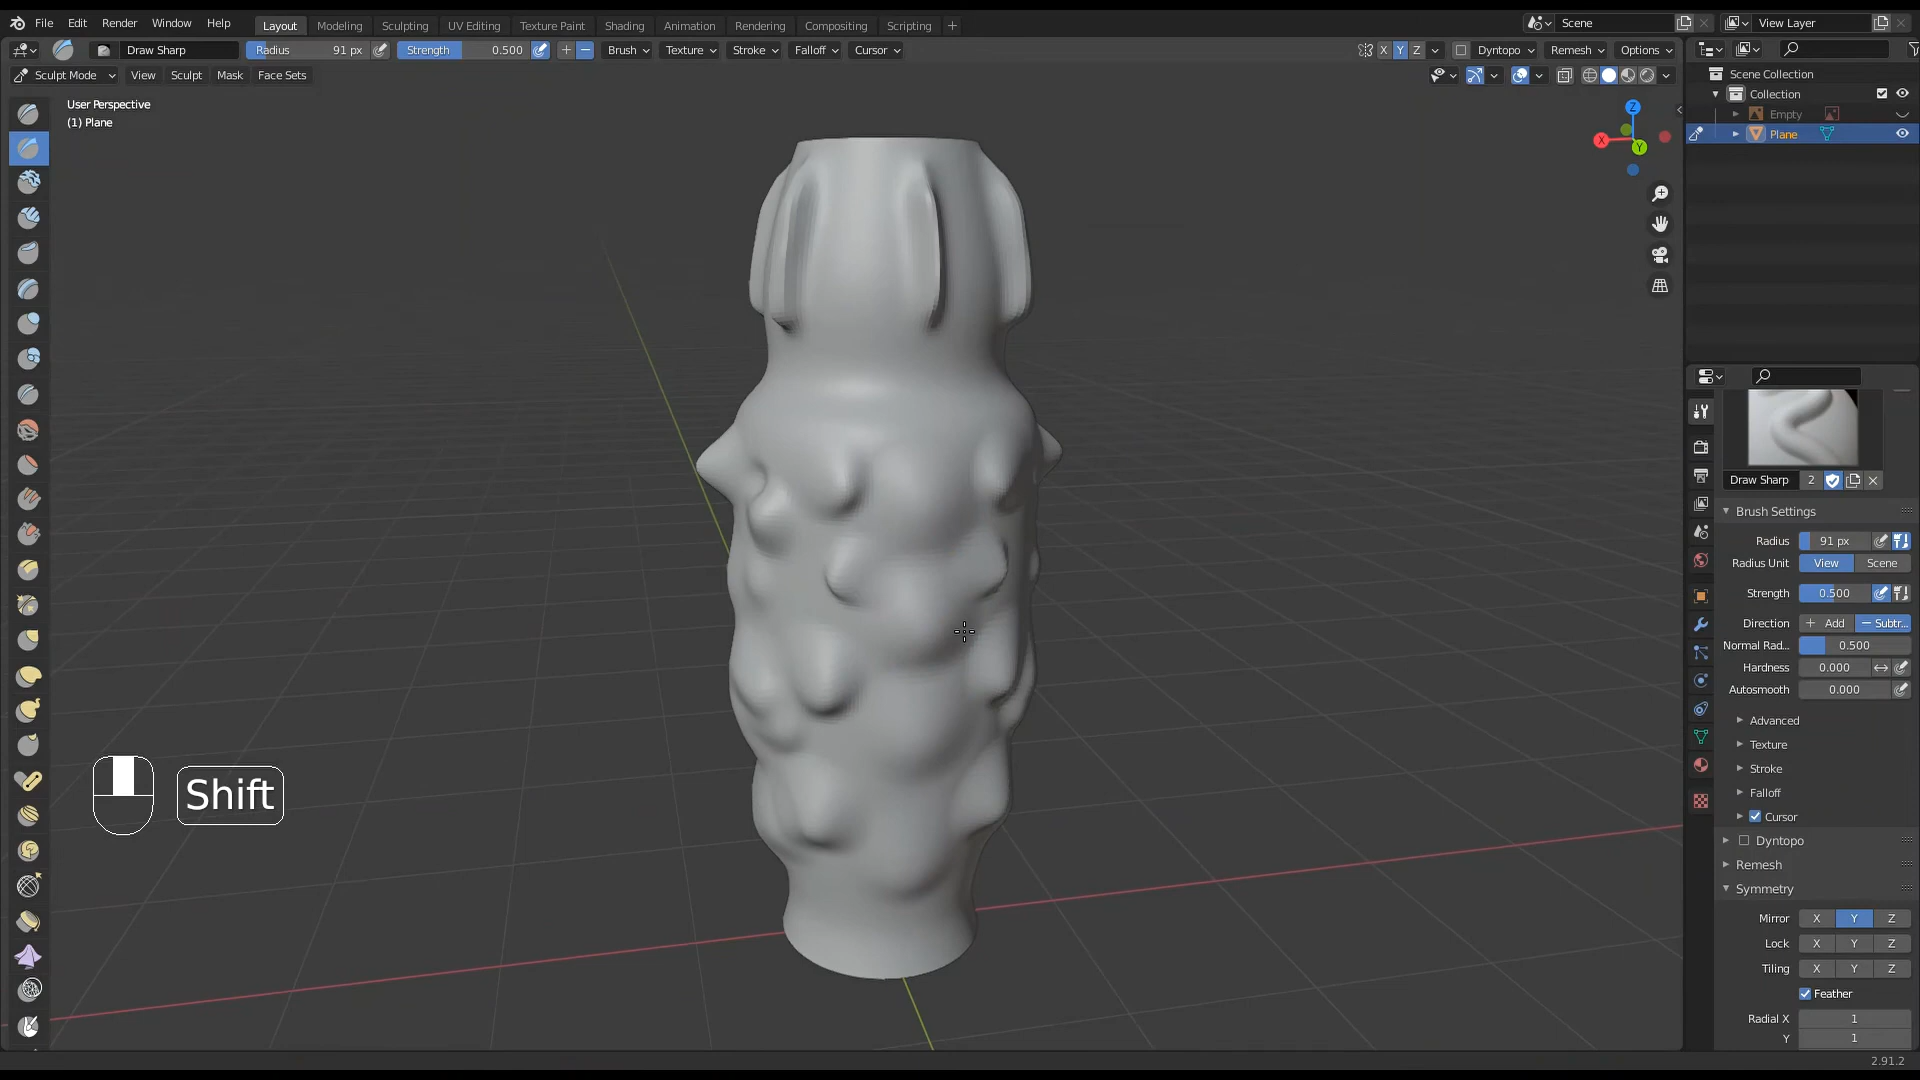 File Edit Render Window Help Layout Modeling Sculpting UV Editing Texture Paint Shading Animation Rendering Compositing Scripting + Scene View Layer
Draw Sharp Radius 91 px Strength 0.500 Brush Texture Stroke Falloff Cursor X Y Z Dyntopo Remesh Options
Sculpt Mode View Sculpt Mask Face Sets
Scene Collection
Collection
Empty
Plane
User Perspective
(1) Plane
Z
X
Y
Shift
Draw Sharp 2
Brush Settings
Radius 91 px
Radius Unit View Scene
Strength 0.500
Direction + Add − Subtr...
Normal Rad... 0.500
Hardness 0.000
Autosmooth 0.000
Advanced
Texture
Stroke
Falloff
Cursor
Dyntopo
Remesh
Symmetry
Mirror X Y Z
Lock X Y Z
Tiling X Y Z
Feather
Radial X 1
Y 1
2.91.2